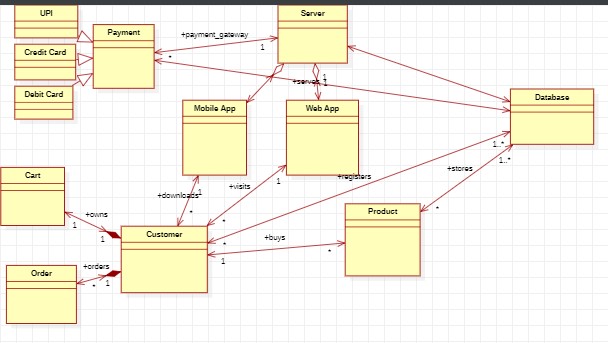 UPI
Server
Payment
+payment_gateway
1
*
Credit Card
Debit Card
+serves
1
1
Database
Mobile App
Web App
1..*
1..*
+registers
+stores
Cart
+downloads
1
+visits
1
*
*
*
*
Product
+owns
1
1
Customer
+buys
1
*
+orders
1
*
Order